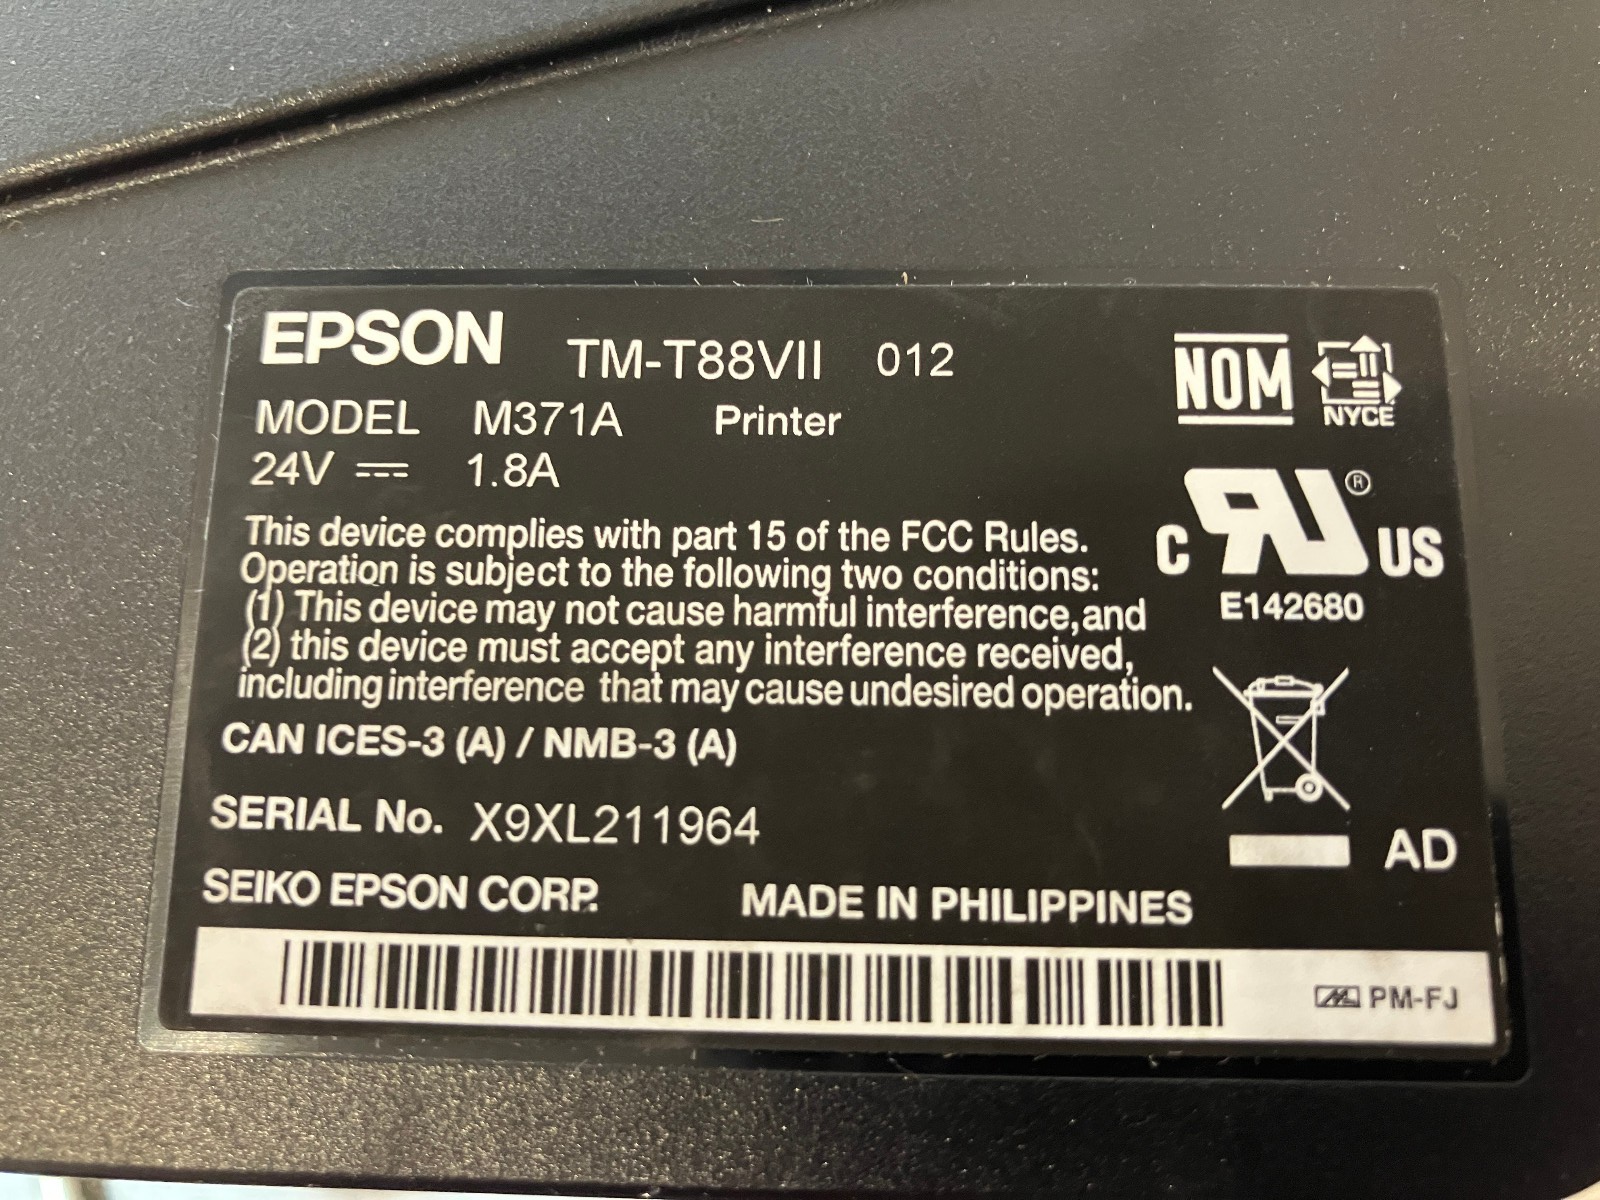 EPSON TM-T88VII 012
MODEL M371A Printer
24V ⎓ 1.8A
This device complies with part 15 of the FCC Rules.
Operation is subject to the following two conditions:
(1) This device may not cause harmful interference,and
(2) this device must accept any interference received,
including interference that may cause undesired operation.
CAN ICES-3 (A) / NMB-3 (A)
SERIAL No. X9XL211964
SEIKO EPSON CORP. MADE IN PHILIPPINES
NOM
NYCE
C RU ® US
E142680
AD
PM-FJ